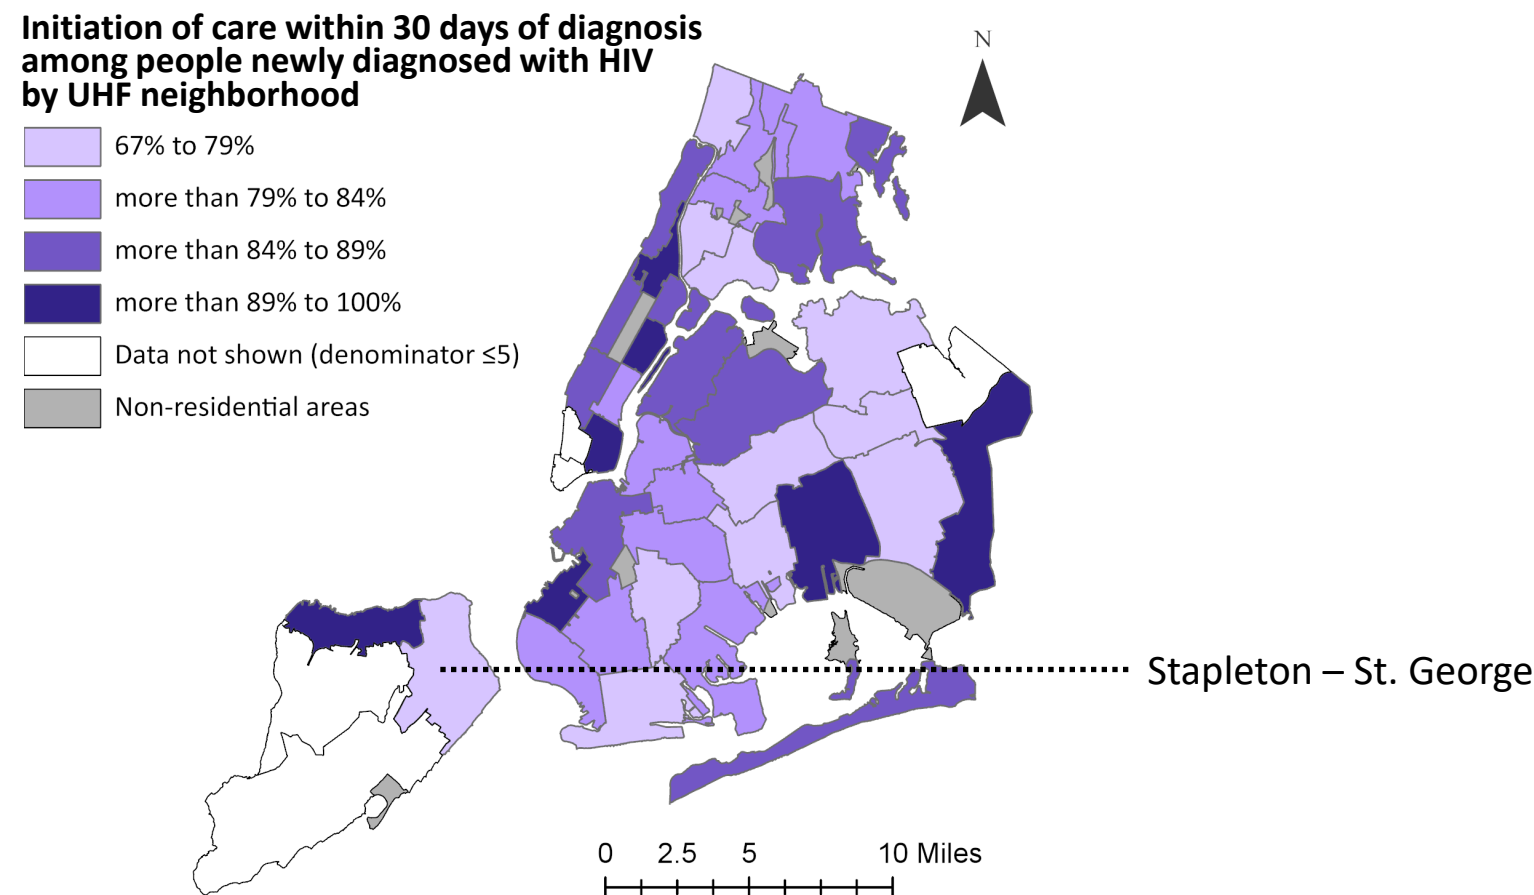 Initiation of care within 30 days of diagnosis
among people newly diagnosed with HIV
by UHF neighborhood
67% to 79%
more than 79% to 84%
more than 84% to 89%
more than 89% to 100%
Data not shown (denominator ≤5)
Non-residential areas
N
Stapleton – St. George
0 2.5 5 10 Miles